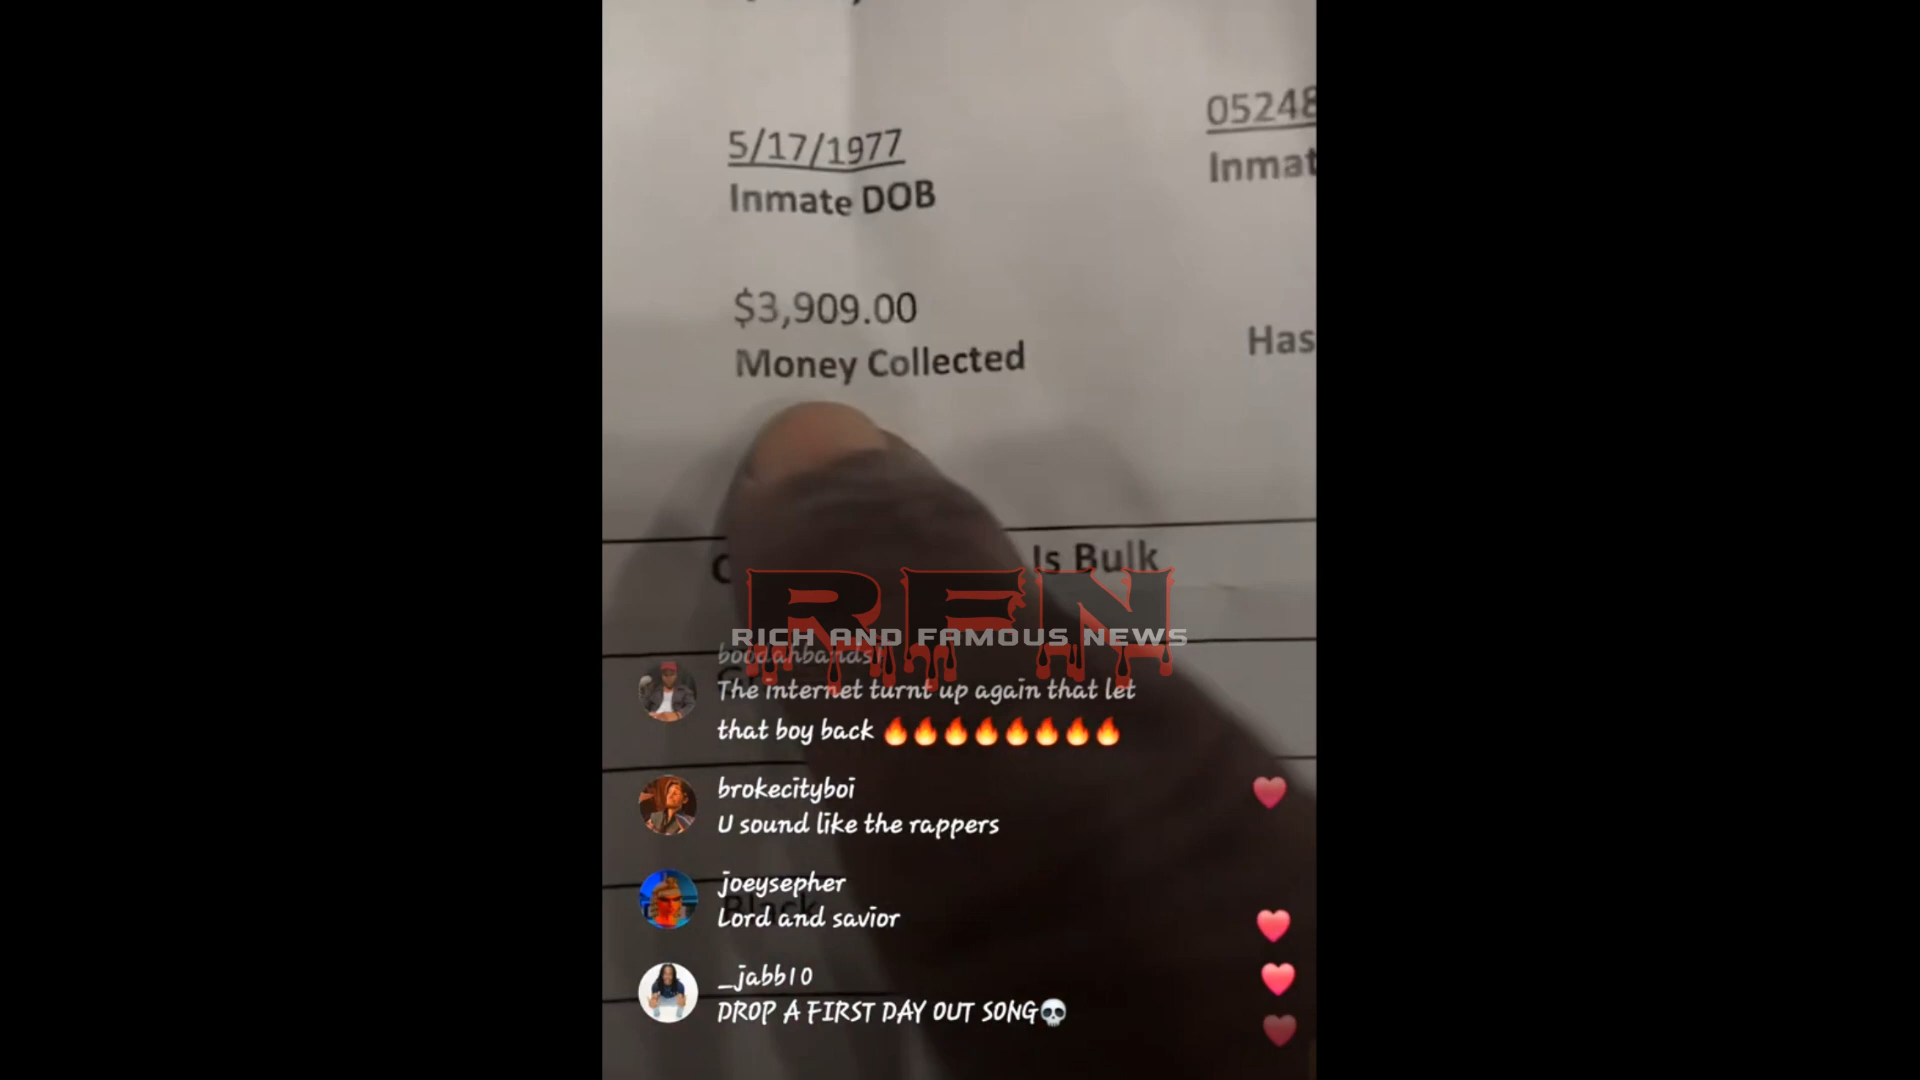 05248
5/17/1977
Inmat
Inmate DOB
$3,909.00
Has
Money Collected
Is Bulk
RFN
RICH AND FAMOUS NEWS
The internet turnt up again that let
that boy back 🔥🔥🔥🔥🔥🔥🔥🔥
brokecityboi
U sound like the rappers
joeysepher
Black
Lord and savior
_jabb10
DROP A FIRST DAY OUT SONG💀